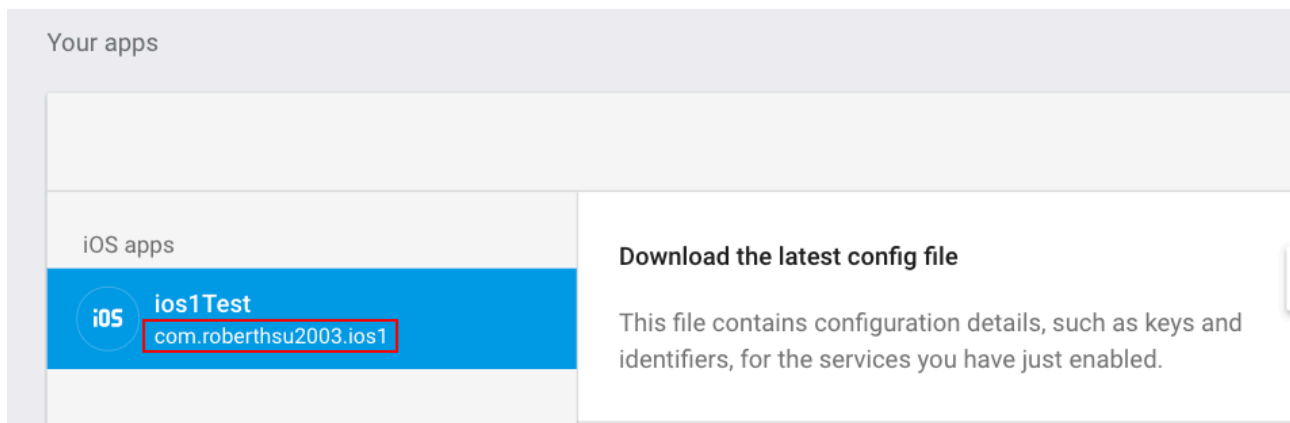 Your apps
iOS apps
iOS
ios1Test
com.roberthsu2003.ios1
Download the latest config file
This file contains configuration details, such as keys and
identifiers, for the services you have just enabled.